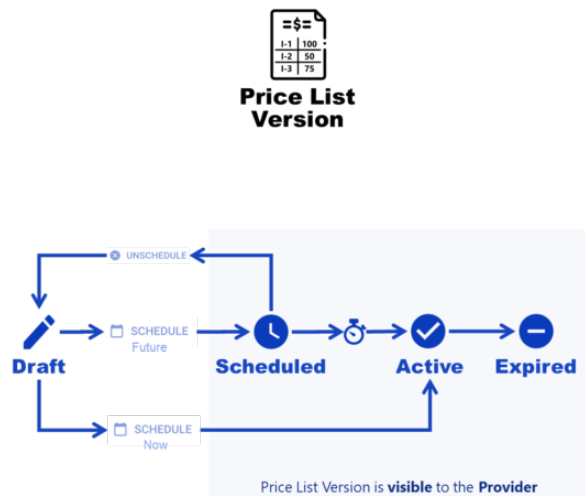 =$=
I-1 100
I-2 50
I-3 75
Price List
Version
UNSCHEDULE
SCHEDULE
Future
Draft
Scheduled
Active
Expired
SCHEDULE
Now
Price List Version is visible to the Provider